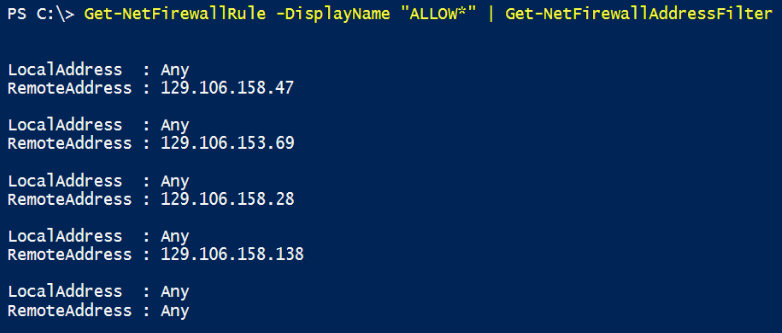 PS C:\> Get-NetFirewallRule -DisplayName "ALLOW*" | Get-NetFirewallAddressFilter
LocalAddress  : Any
RemoteAddress : 129.106.158.47
LocalAddress  : Any
RemoteAddress : 129.106.153.69
LocalAddress  : Any
RemoteAddress : 129.106.158.28
LocalAddress  : Any
RemoteAddress : 129.106.158.138
LocalAddress  : Any
RemoteAddress : Any